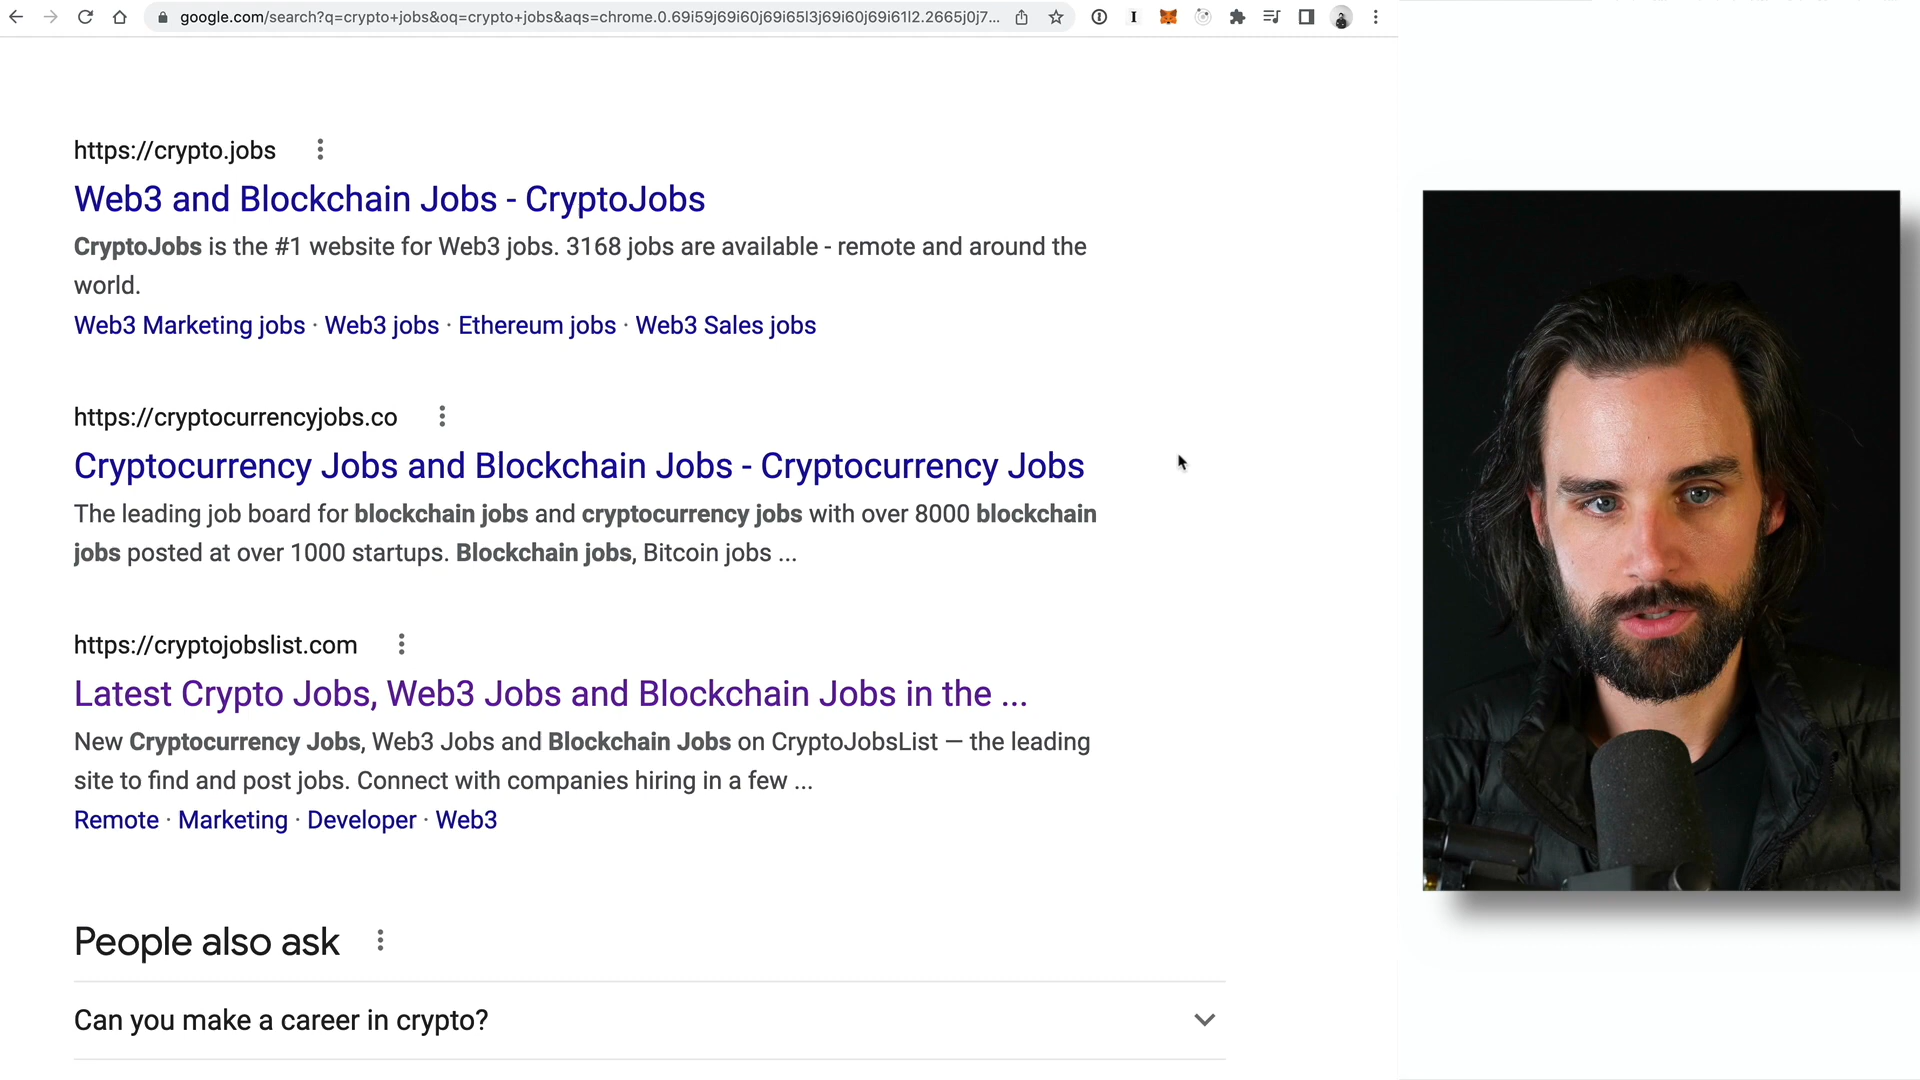 google.com/search?q=crypto+jobs&oq=crypto+jobs&aqs=chrome.0.69i59j69i60j69i65l3j69i60j69i61l2.2665j0j7...
https://crypto.jobs
Web3 and Blockchain Jobs - CryptoJobs
CryptoJobs is the #1 website for Web3 jobs. 3168 jobs are available - remote and around the
world.
Web3 Marketing jobs · Web3 jobs · Ethereum jobs · Web3 Sales jobs
https://cryptocurrencyjobs.co
Cryptocurrency Jobs and Blockchain Jobs - Cryptocurrency Jobs
The leading job board for blockchain jobs and cryptocurrency jobs with over 8000 blockchain
jobs posted at over 1000 startups. Blockchain jobs, Bitcoin jobs ...
https://cryptojobslist.com
Latest Crypto Jobs, Web3 Jobs and Blockchain Jobs in the ...
New Cryptocurrency Jobs, Web3 Jobs and Blockchain Jobs on CryptoJobsList — the leading
site to find and post jobs. Connect with companies hiring in a few ...
Remote · Marketing · Developer · Web3
People also ask
Can you make a career in crypto?